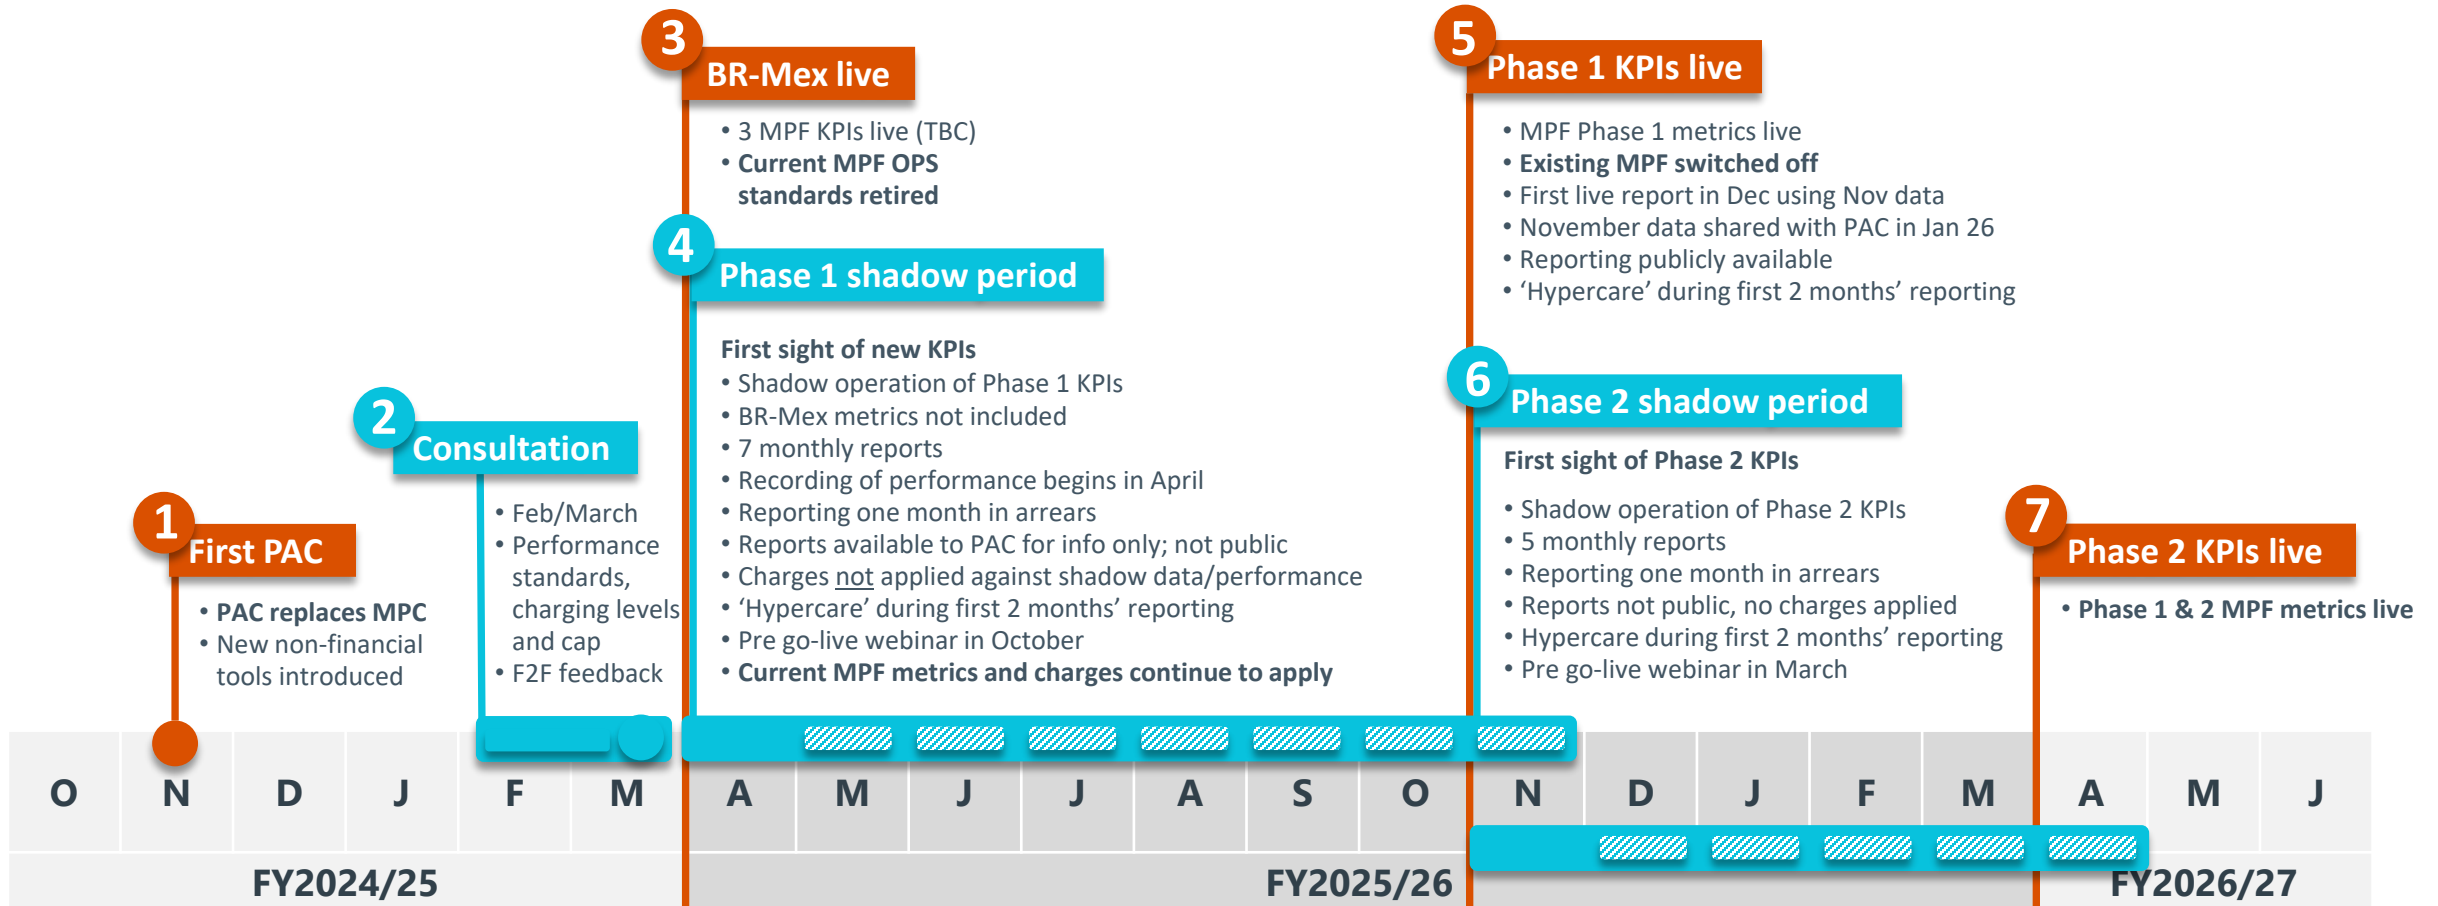 1
First PAC
• PAC replaces MPC
• New non-financial
tools introduced
2
Consultation
• Feb/March
• Performance
standards,
charging levels
and cap
• F2F feedback
3
BR-Mex live
• 3 MPF KPIs live (TBC)
• Current MPF OPS
standards retired
4
Phase 1 shadow period
First sight of new KPIs
• Shadow operation of Phase 1 KPIs
• BR-Mex metrics not included
• 7 monthly reports
• Recording of performance begins in April
• Reporting one month in arrears
• Reports available to PAC for info only; not public
• Charges not applied against shadow data/performance
• ‘Hypercare’ during first 2 months’ reporting
• Pre go-live webinar in October
• Current MPF metrics and charges continue to apply
5
Phase 1 KPIs live
• MPF Phase 1 metrics live
• Existing MPF switched off
• First live report in Dec using Nov data
• November data shared with PAC in Jan 26
• Reporting publicly available
• ‘Hypercare’ during first 2 months’ reporting
6
Phase 2 shadow period
First sight of Phase 2 KPIs
• Shadow operation of Phase 2 KPIs
• 5 monthly reports
• Reporting one month in arrears
• Reports not public, no charges applied
• Hypercare during first 2 months’ reporting
• Pre go-live webinar in March
7
Phase 2 KPIs live
• Phase 1 & 2 MPF metrics live
O N D J F M A M J J A S O N D J F M A M J
FY2024/25 FY2025/26 FY2026/27